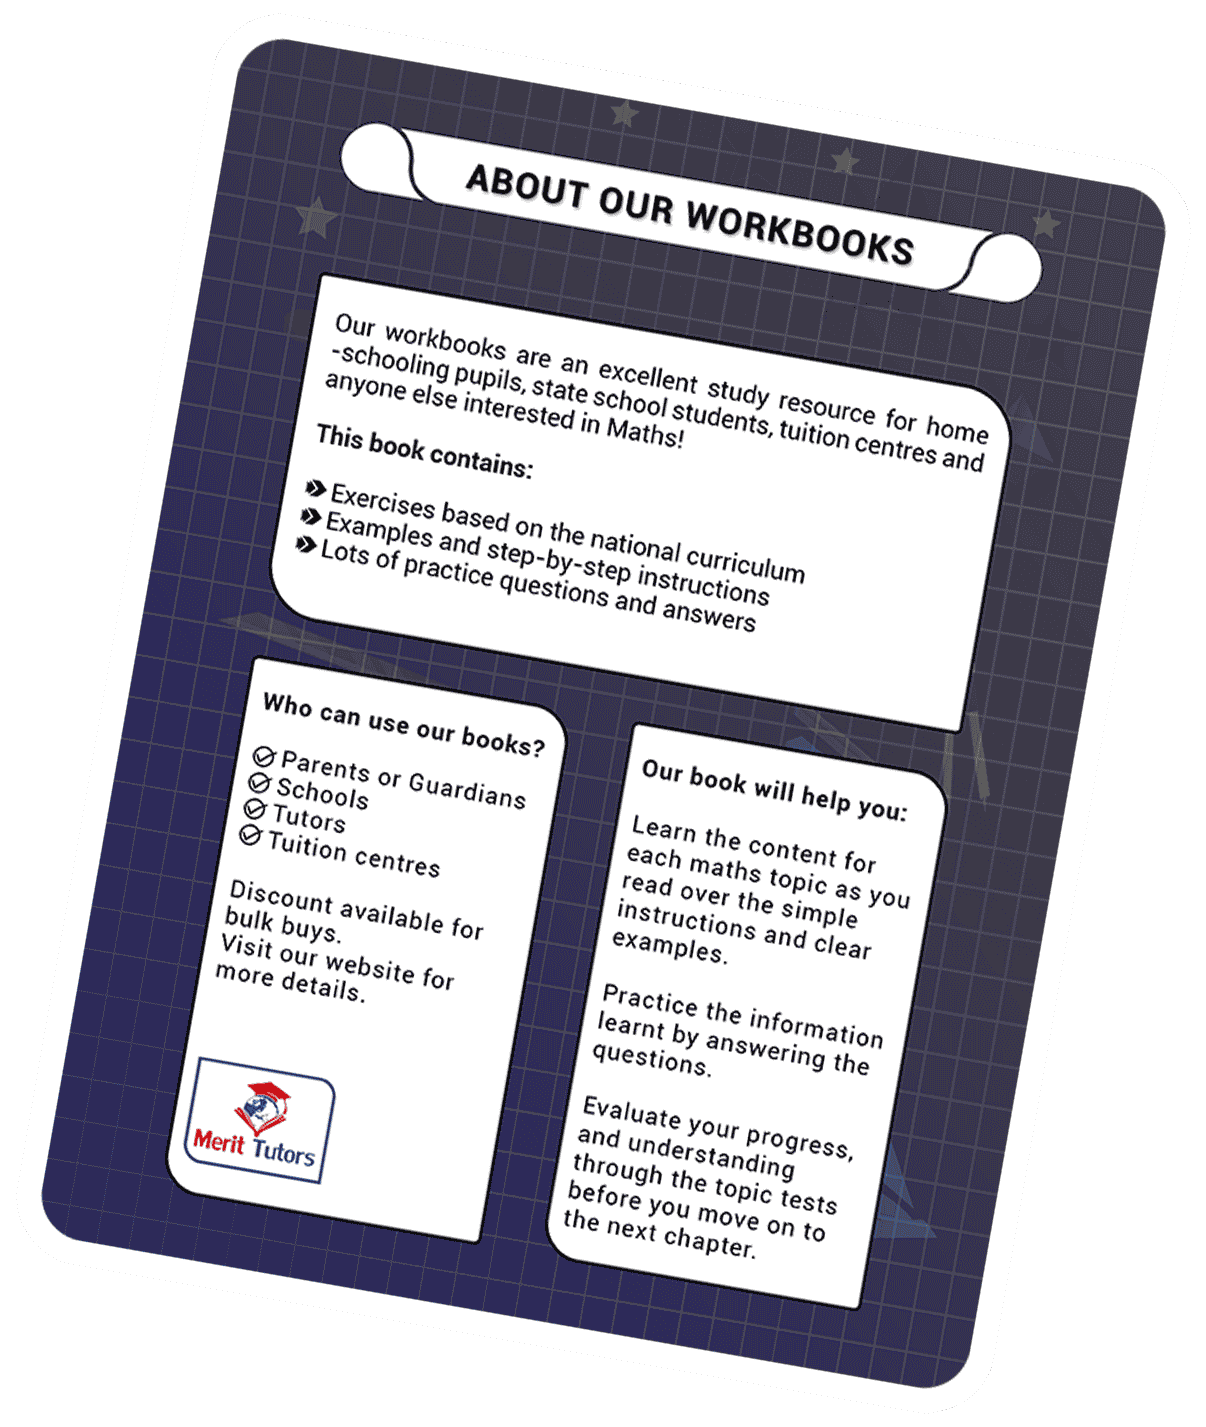 ABOUT OUR WORKBOOKS
Our workbooks are an excellent study resource for home
-schooling pupils, state school students, tuition centres and
anyone else interested in Maths!
This book contains:
Exercises based on the national curriculum
Examples and step-by-step instructions
Lots of practice questions and answers
Who can use our books?
Parents or Guardians
Schools
Tutors
Tuition centres
Discount available for
bulk buys.
Visit our website for
more details.
Merit Tutors
Our book will help you:
Learn the content for
each maths topic as you
read over the simple
instructions and clear
examples.
Practice the information
learnt by answering the
questions.
Evaluate your progress,
and understanding
through the topic tests
before you move on to
the next chapter.